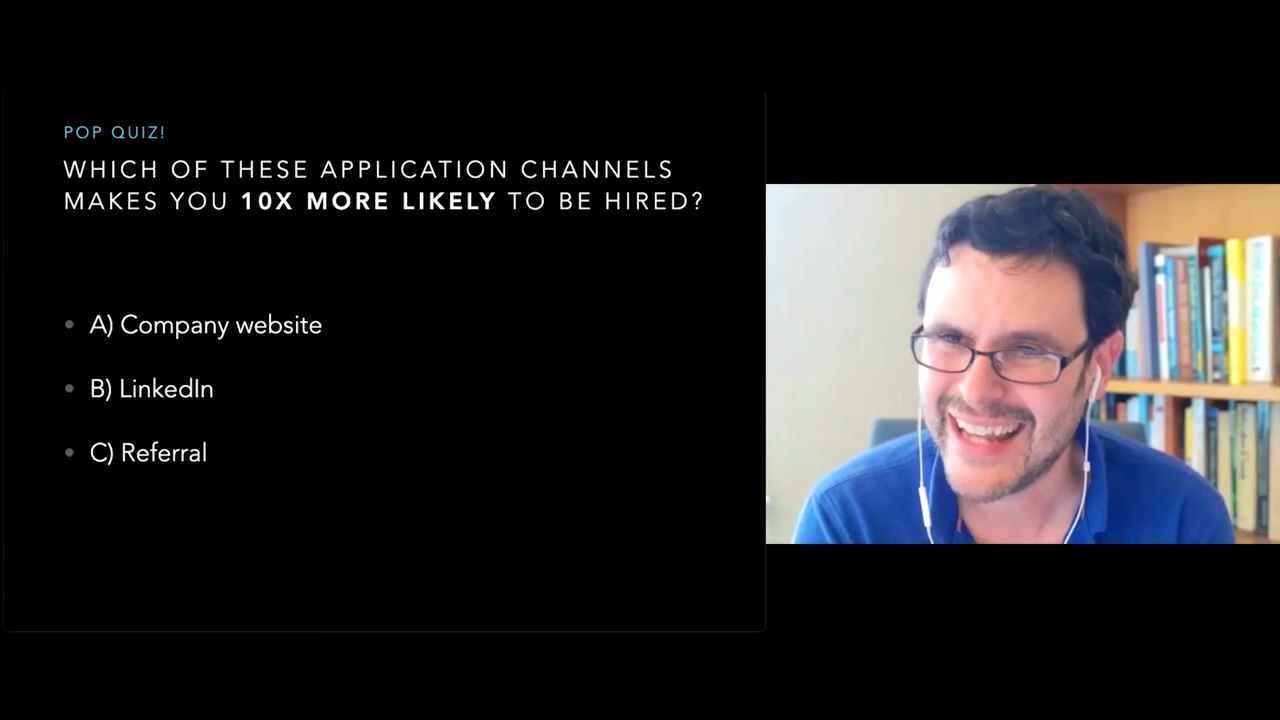 POP QUIZ!
WHICH OF THESE APPLICATION CHANNELS
MAKES YOU 10X MORE LIKELY TO BE HIRED?
• A) Company website
• B) LinkedIn
• C) Referral